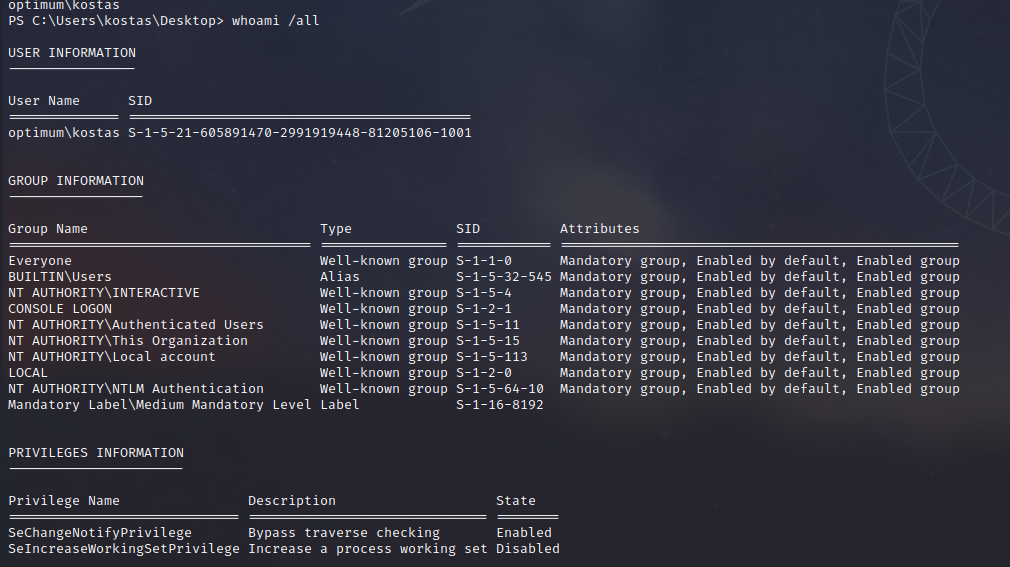 optimum\kostas
PS C:\Users\kostas\Desktop> whoami /all
USER INFORMATION
----------------
User Name      SID
============== ===========================================
optimum\kostas S-1-5-21-605891470-2991919448-81205106-1001
GROUP INFORMATION
-----------------
Group Name                             Type             SID          Attributes
====================================== ================ ============ ==================================================
Everyone                               Well-known group S-1-1-0      Mandatory group, Enabled by default, Enabled group
BUILTIN\Users                          Alias            S-1-5-32-545 Mandatory group, Enabled by default, Enabled group
NT AUTHORITY\INTERACTIVE               Well-known group S-1-5-4      Mandatory group, Enabled by default, Enabled group
CONSOLE LOGON                          Well-known group S-1-2-1      Mandatory group, Enabled by default, Enabled group
NT AUTHORITY\Authenticated Users       Well-known group S-1-5-11     Mandatory group, Enabled by default, Enabled group
NT AUTHORITY\This Organization         Well-known group S-1-5-15     Mandatory group, Enabled by default, Enabled group
NT AUTHORITY\Local account             Well-known group S-1-5-113    Mandatory group, Enabled by default, Enabled group
LOCAL                                  Well-known group S-1-2-0      Mandatory group, Enabled by default, Enabled group
NT AUTHORITY\NTLM Authentication       Well-known group S-1-5-64-10  Mandatory group, Enabled by default, Enabled group
Mandatory Label\Medium Mandatory Level Label            S-1-16-8192
PRIVILEGES INFORMATION
----------------------
Privilege Name                Description                    State
============================= ============================== ========
SeChangeNotifyPrivilege       Bypass traverse checking       Enabled
SeIncreaseWorkingSetPrivilege Increase a process working set Disabled